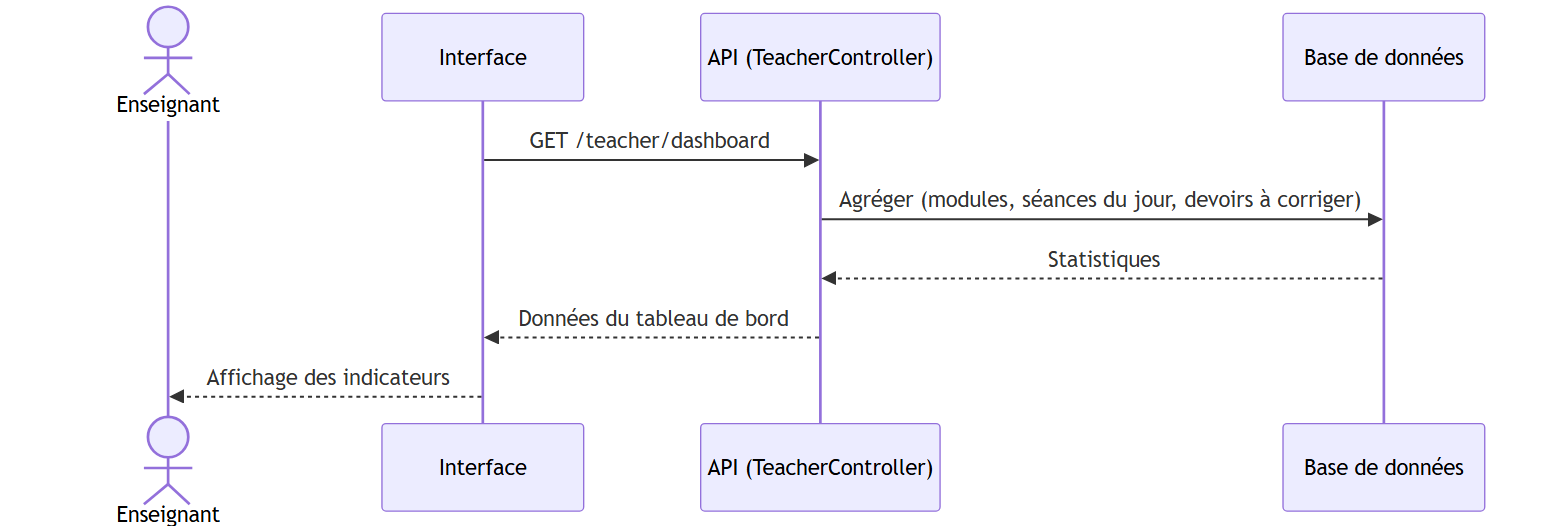 Interface
API (TeacherController)
Base de données
Enseignant
GET /teacher/dashboard
Agréger (modules, séances du jour, devoirs à corriger)
Statistiques
Données du tableau de bord
Affichage des indicateurs
Interface
API (TeacherController)
Base de données
Enseignant